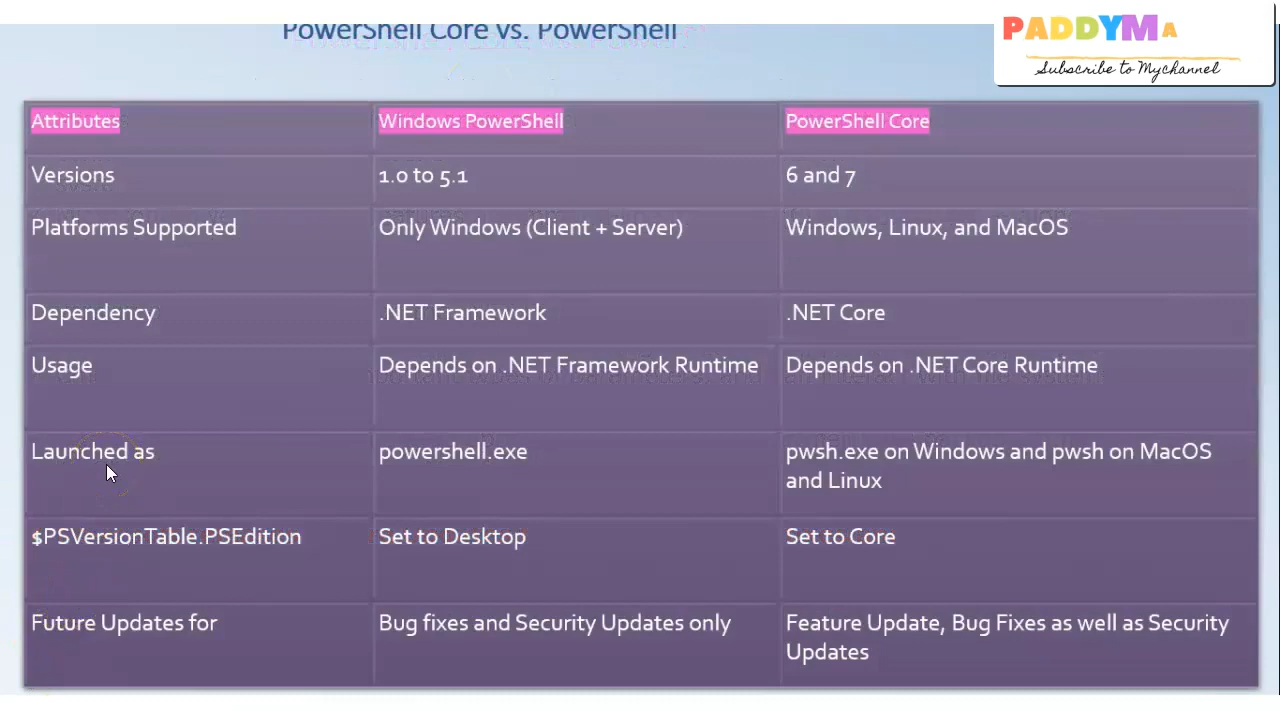 PowerShell Core vs. PowerShell
PADDYMA
Subscribe to Mychannel
Attributes Windows PowerShell PowerShell Core
Versions 1.0 to 5.1 6 and 7
Platforms Supported Only Windows (Client + Server) Windows, Linux, and MacOS
Dependency .NET Framework .NET Core
Usage Depends on .NET Framework Runtime Depends on .NET Core Runtime
Launched as powershell.exe pwsh.exe on Windows and pwsh on MacOS
and Linux
$PSVersionTable.PSEdition Set to Desktop Set to Core
Future Updates for Bug fixes and Security Updates only Feature Update, Bug Fixes as well as Security
Updates